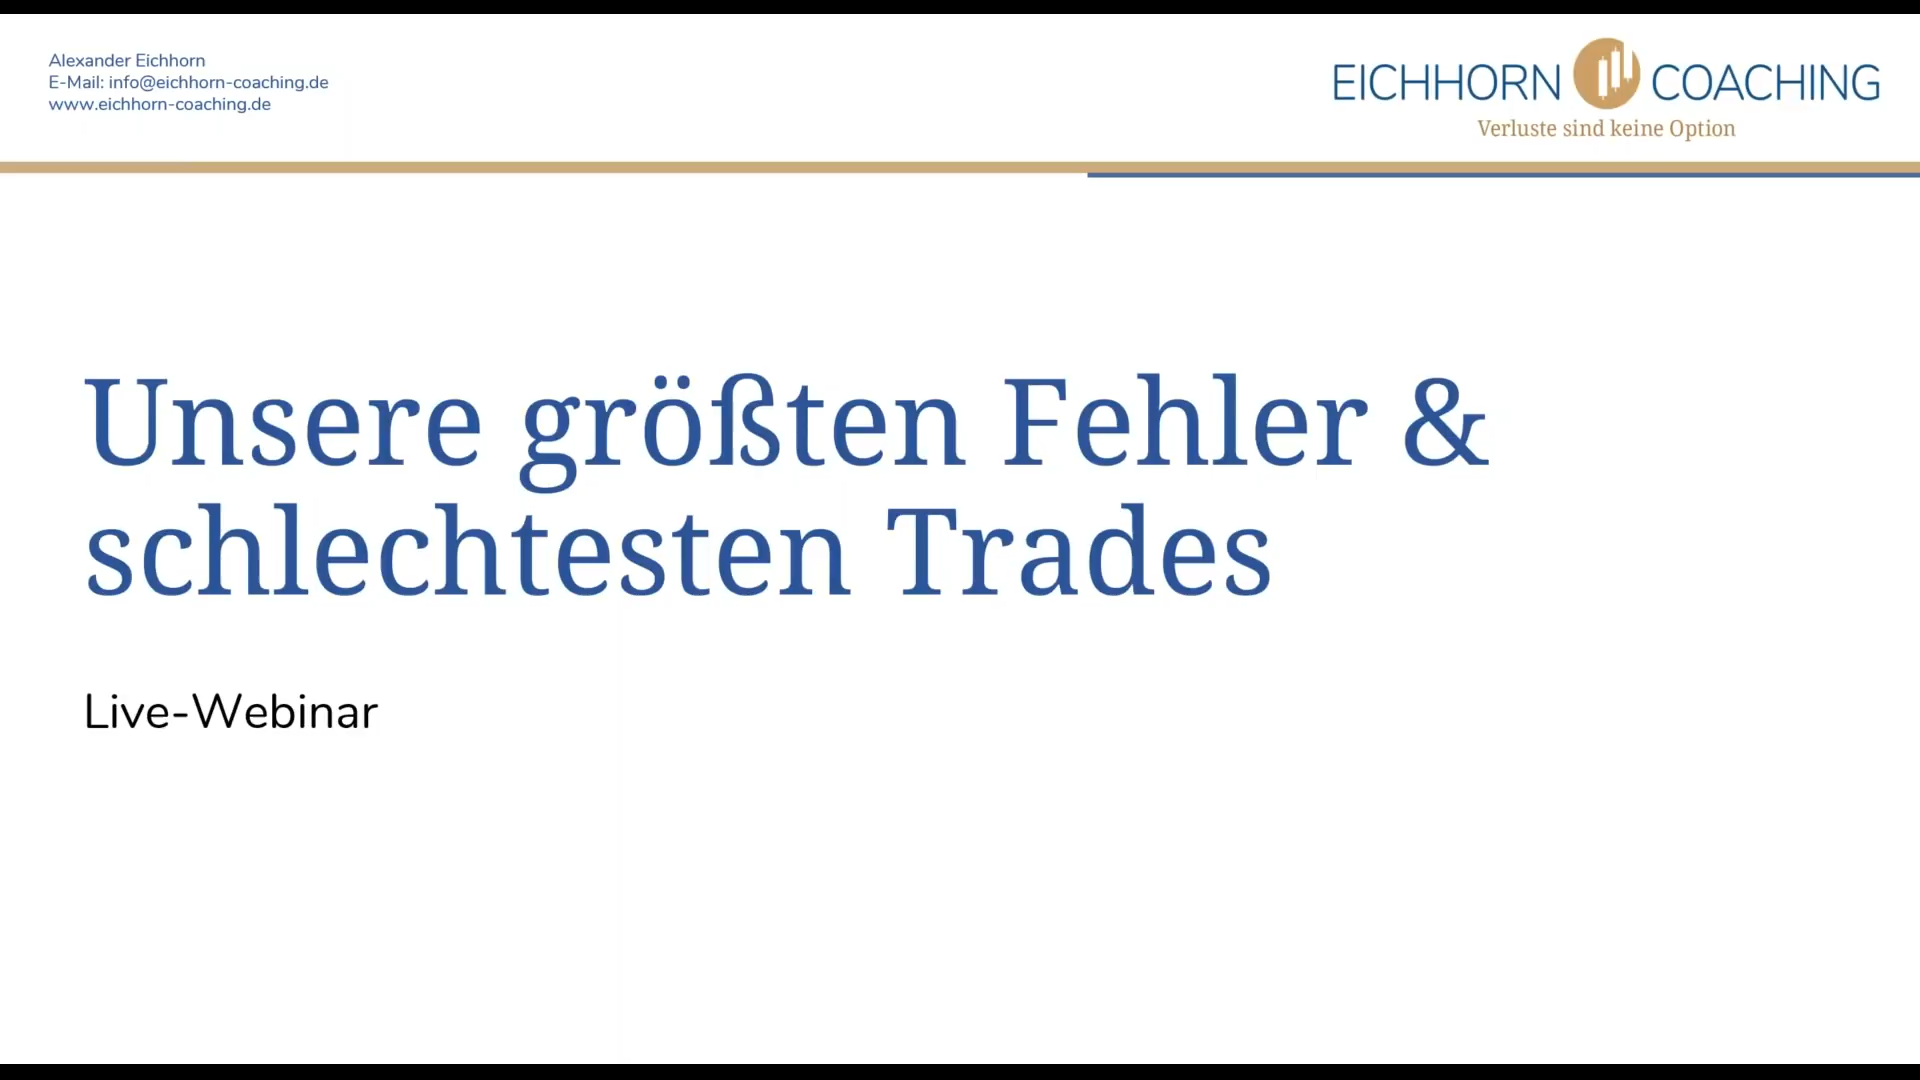 Alexander Eichhorn
E-Mail: info@eichhorn-coaching.de
www.eichhorn-coaching.de
EICHHORN COACHING
Verluste sind keine Option
Unsere größten Fehler &
schlechtesten Trades
Live-Webinar